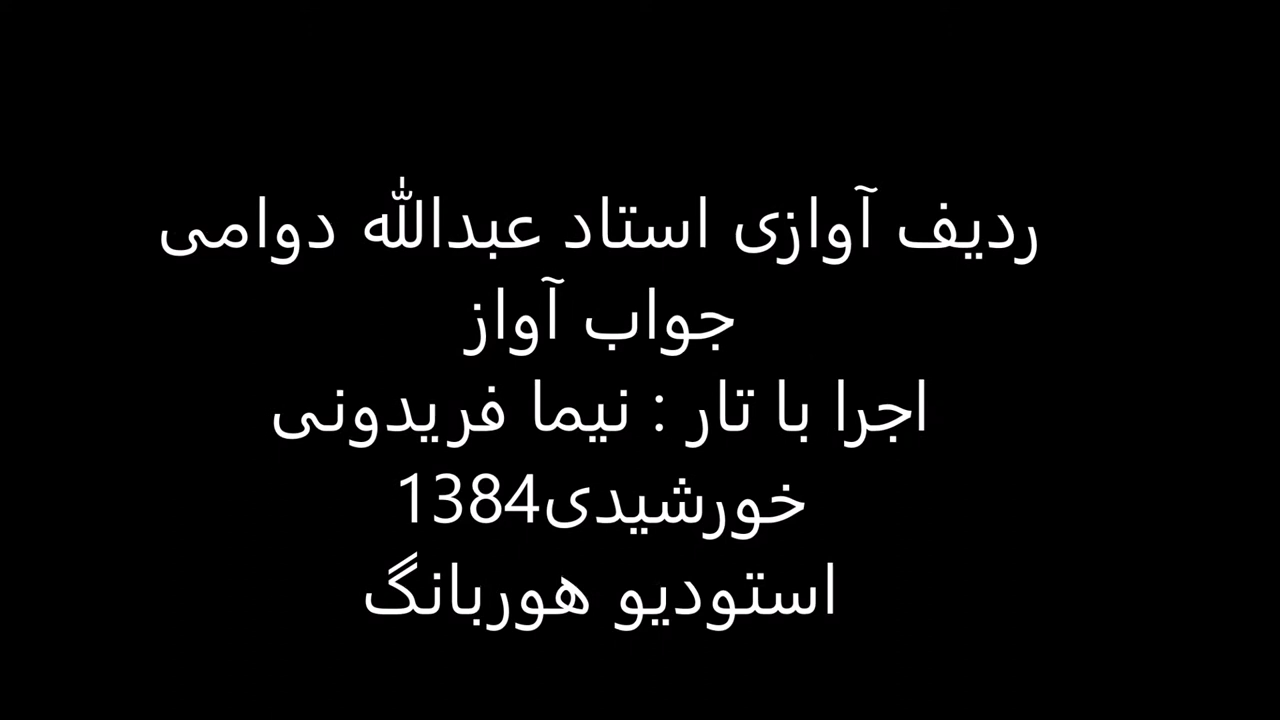 ردیف آوازی استاد عبدالله دوامی
جواب آواز
اجرا با تار : نیما فریدونی
خورشیدی1384
استودیو هوربانگ